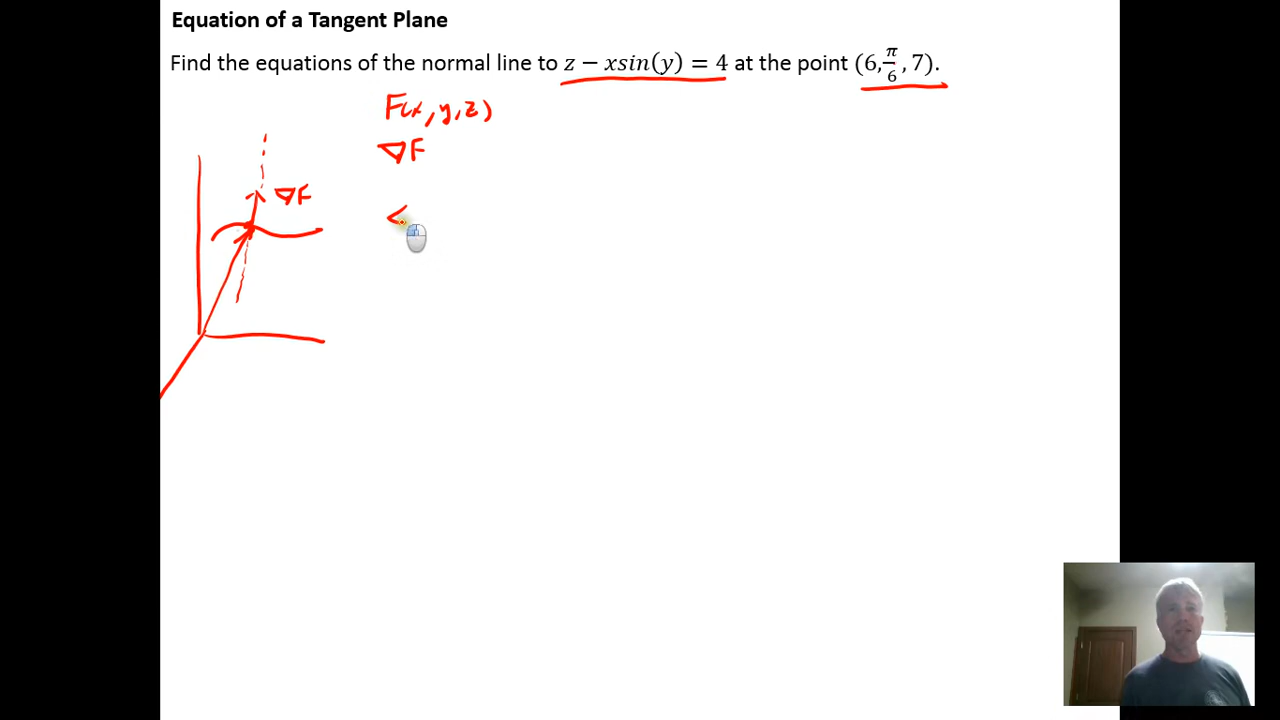 Equation of a Tangent Plane
Find the equations of the normal line to z − xsin(y) = 4 at the point (6, π/6, 7).
F(x, y, z)
∇F
∇F
<